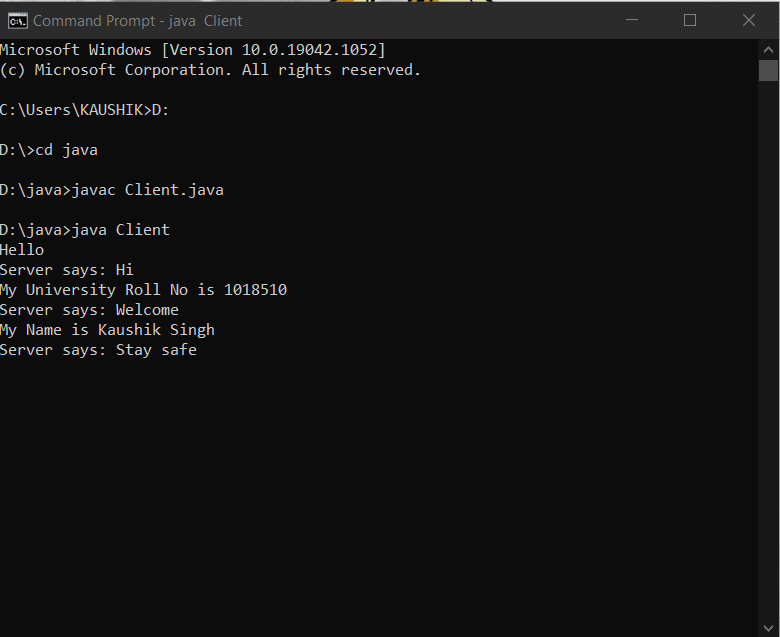 Command Prompt - java  Client
Microsoft Windows [Version 10.0.19042.1052]
(c) Microsoft Corporation. All rights reserved.
C:\Users\KAUSHIK>D:
D:\>cd java
D:\java>javac Client.java
D:\java>java Client
Hello
Server says: Hi
My University Roll No is 1018510
Server says: Welcome
My Name is Kaushik Singh
Server says: Stay safe